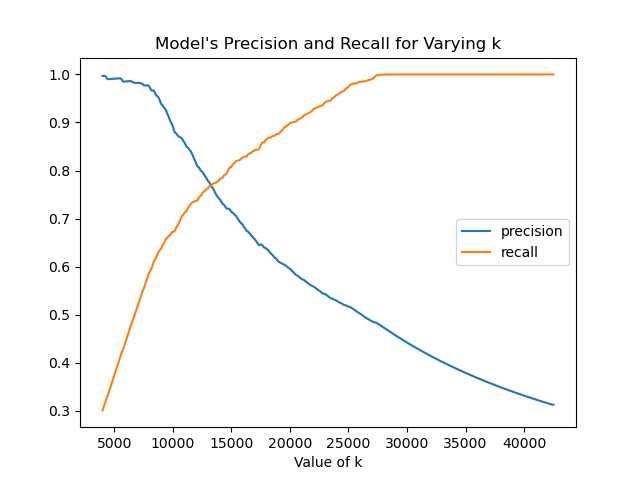 Model's Precision and Recall for Varying k
1.0
0.9
0.8
0.7
0.6
0.5
0.4
0.3
precision
recall
5000 10000 15000 20000 25000 30000 35000 40000
Value of k